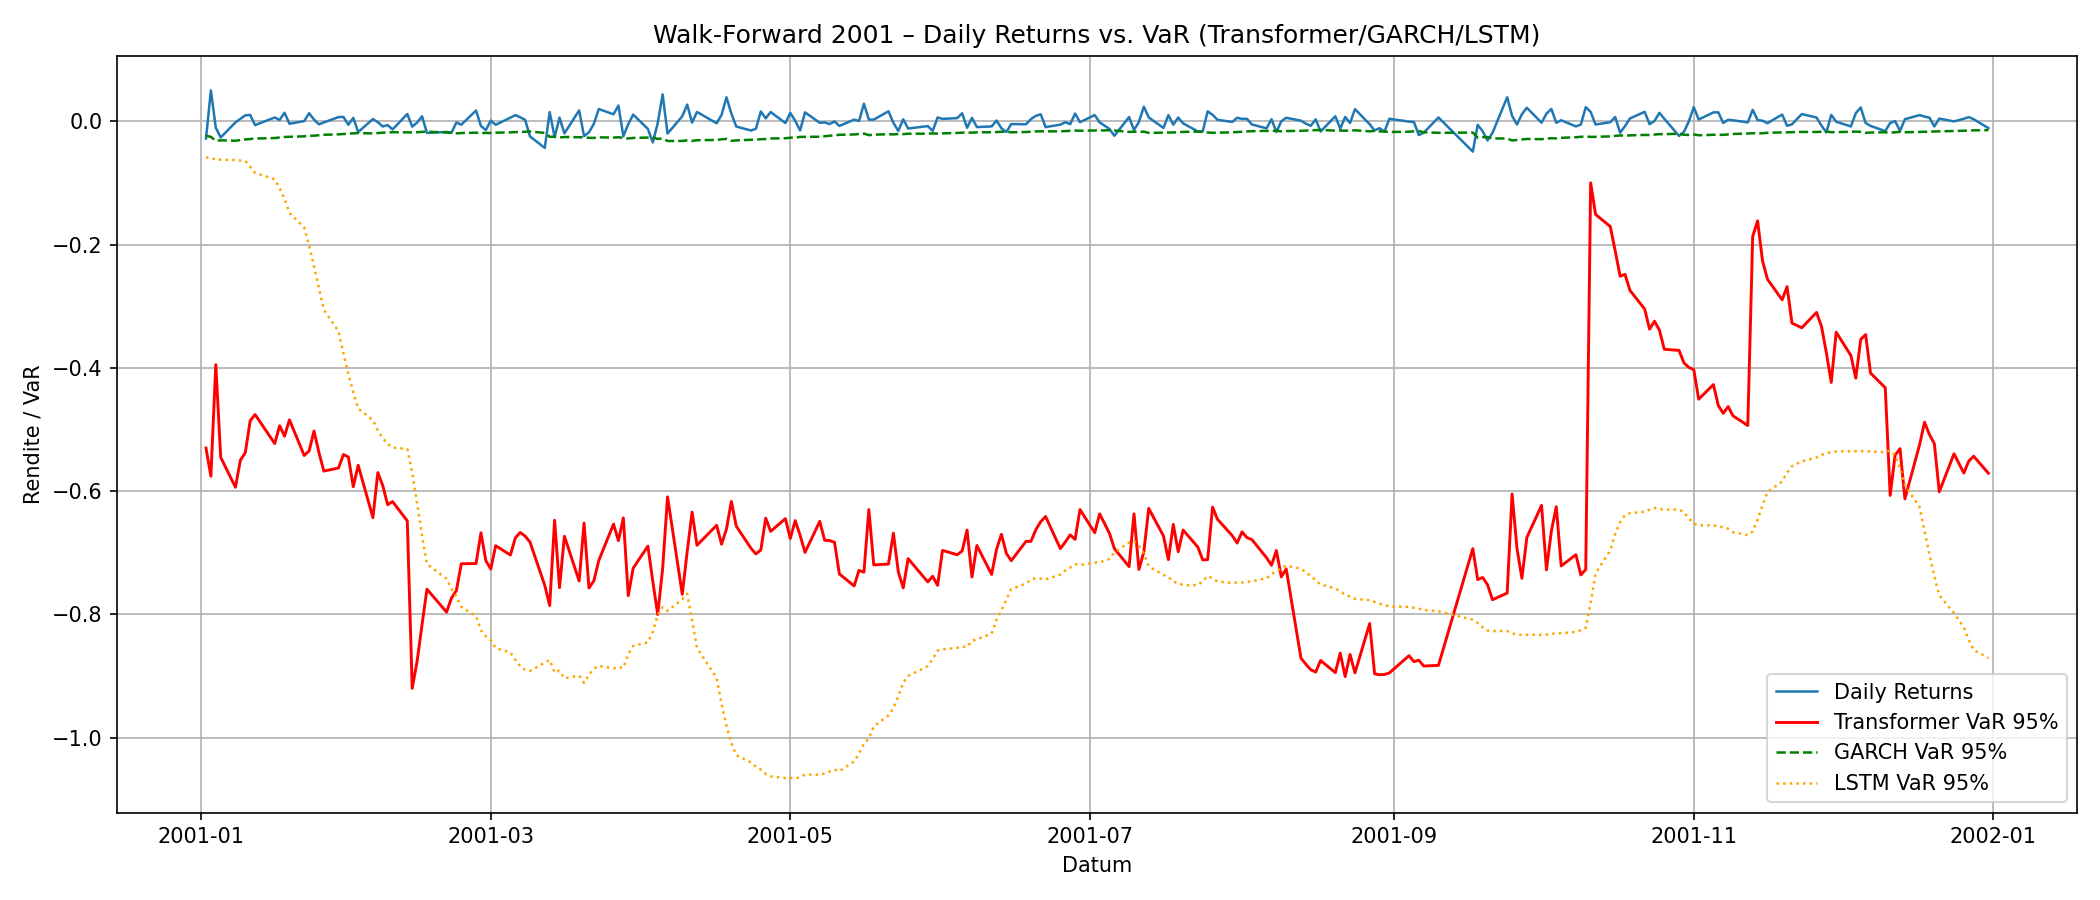 Walk-Forward 2001 – Daily Returns vs. VaR (Transformer/GARCH/LSTM)
Rendite / VaR
0.0
−0.2
−0.4
−0.6
−0.8
−1.0
Daily Returns
Transformer VaR 95%
GARCH VaR 95%
LSTM VaR 95%
2001-01 2001-03 2001-05 2001-07 2001-09 2001-11 2002-01
Datum